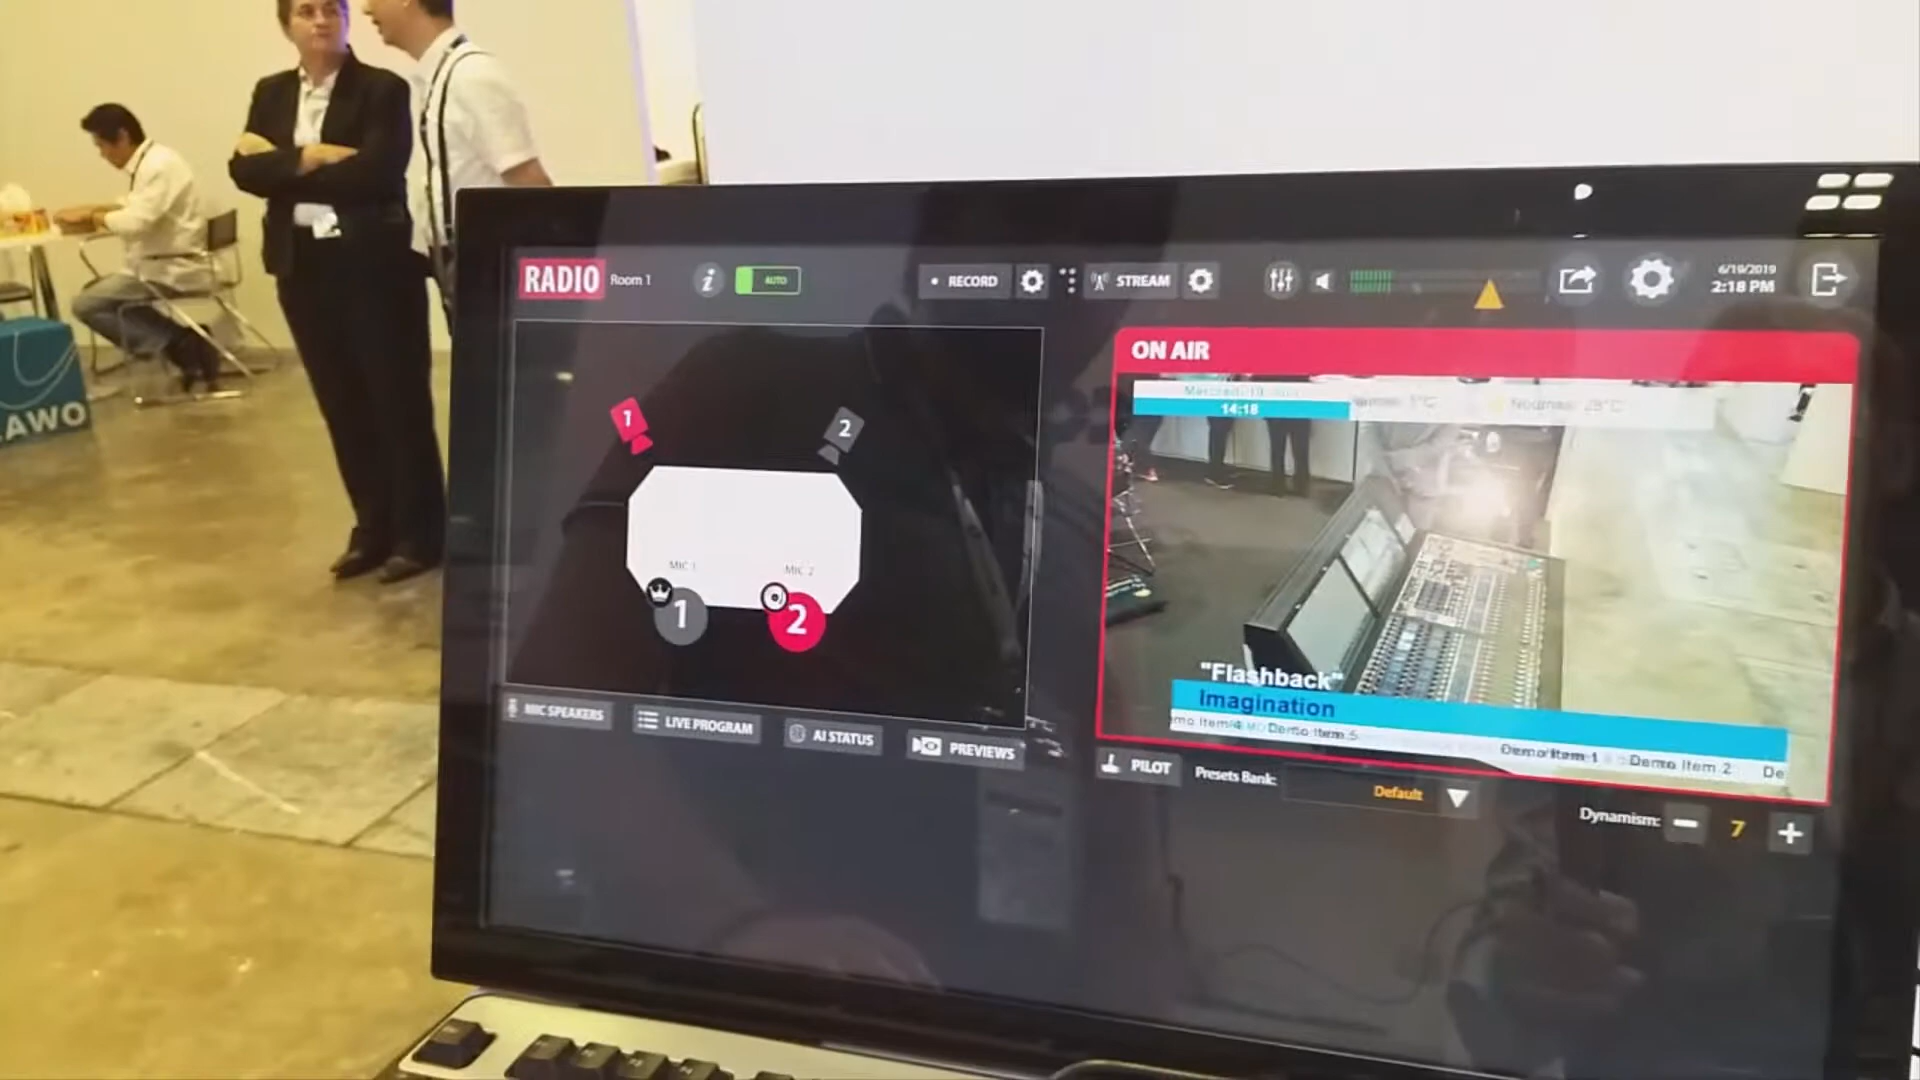 RADIO Room 1 i AUTO RECORD STREAM 6/19/2019
2:18 PM
ON AIR
14:18
1 2
MIC 1 MIC 2
1 2
"Flashback"
Imagination
Demo Item 5 Demo Item 1 Demo Item 2 De
MIC SPEAKERS LIVE PROGRAM AI STATUS PREVIEWS
PILOT Presets Bank: Default
Dynamism: 7
LAWO